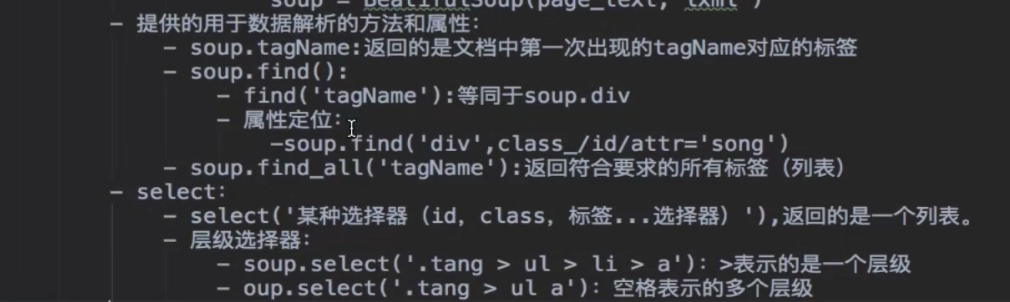 soup = BeatifulSoup(page_text, 'lxml')
- 提供的用于数据解析的方法和属性：
- soup.tagName:返回的是文档中第一次出现的tagName对应的标签
- soup.find():
- find('tagName'):等同于soup.div
- 属性定位：
-soup.find('div',class_/id/attr='song')
- soup.find_all('tagName'):返回符合要求的所有标签（列表）
- select：
- select('某种选择器（id，class，标签...选择器）'),返回的是一个列表。
- 层级选择器：
- soup.select('.tang > ul > li > a')：>表示的是一个层级
- oup.select('.tang > ul a')：空格表示的多个层级